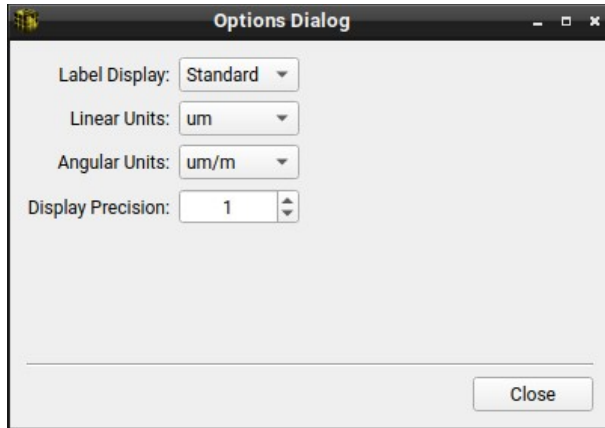 Options Dialog
Label Display: Standard
Linear Units: um
Angular Units: um/m
Display Precision: 1
Close